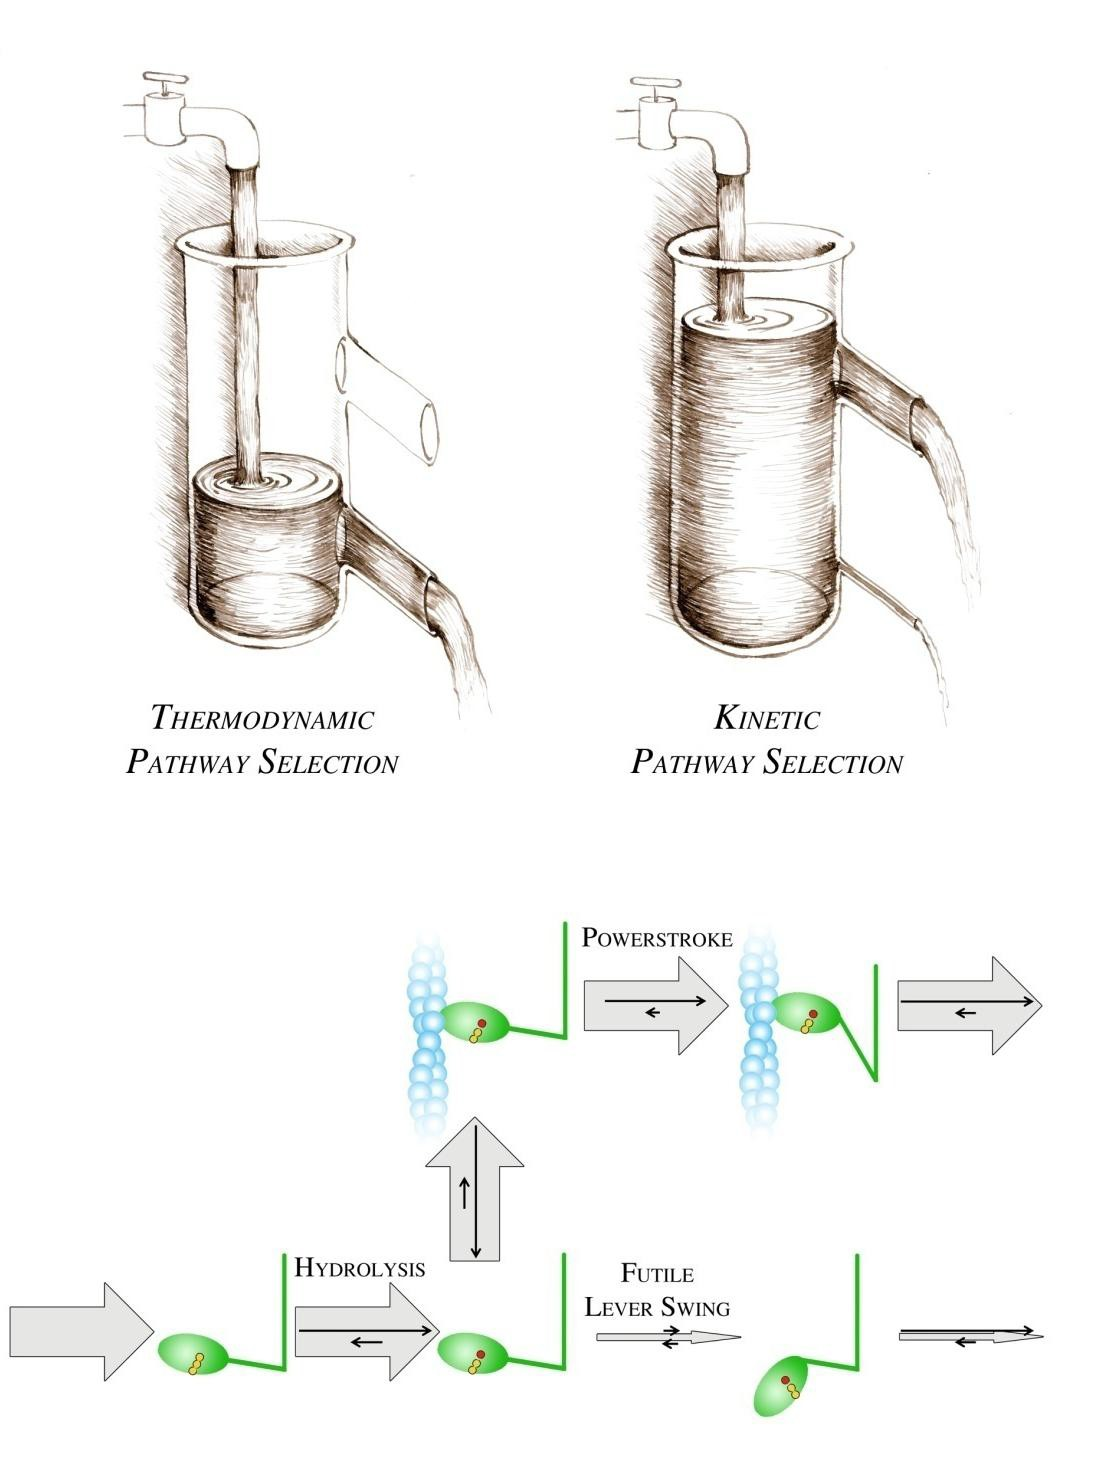 THERMODYNAMIC
PATHWAY SELECTION
KINETIC
PATHWAY SELECTION
POWERSTROKE
HYDROLYSIS
FUTILE
LEVER SWING